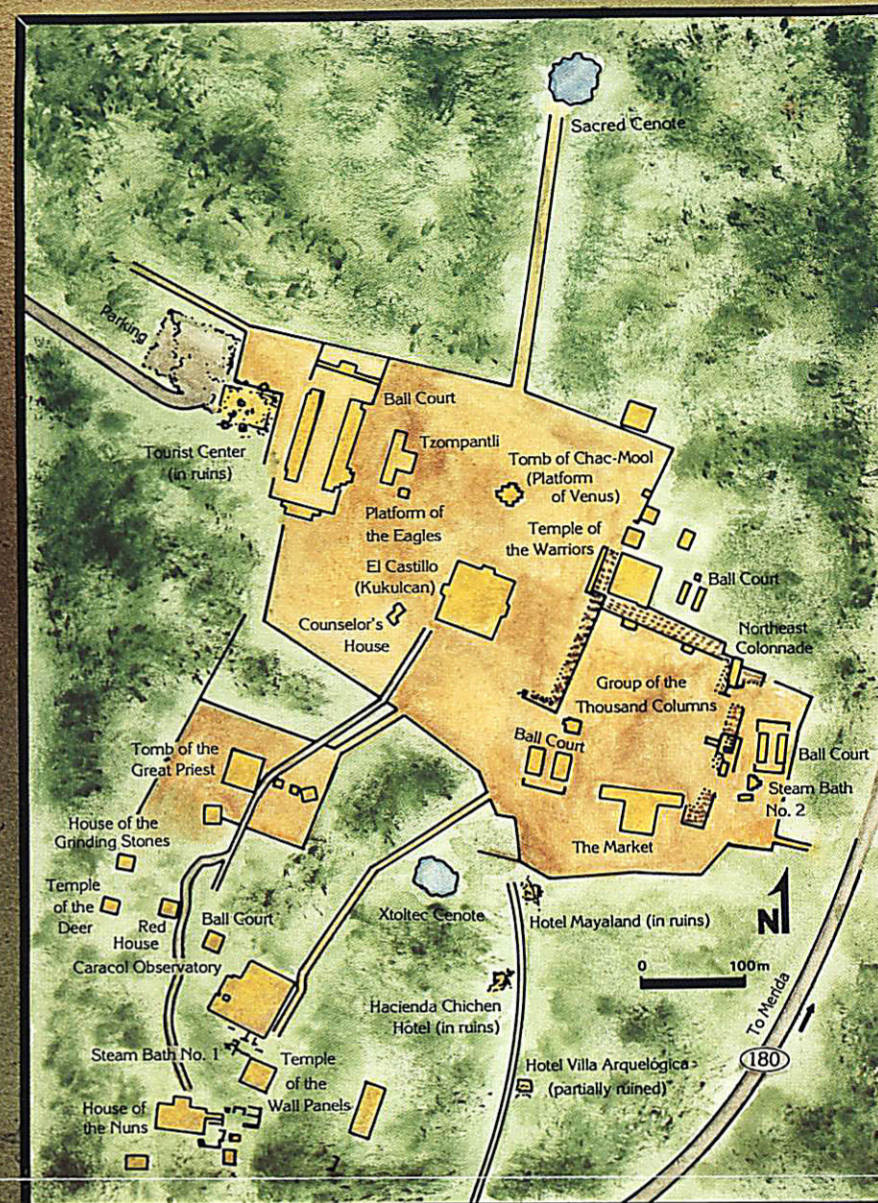 Sacred Cenote
Parking
Ball Court
Tourist Center
(in ruins)
Tzompantli
Tomb of Chac-Mool
(Platform
of Venus)
Platform of
the Eagles
Temple of
the Warriors
El Castillo
(Kukulcan)
Ball Court
Counselor's
House
Northeast
Colonnade
Group of the
Thousand Columns
Tomb of the
Great Priest
Ball Court
Ball Court
Steam Bath
No. 2
House of the
Grinding Stones
The Market
Temple
of the
Deer
Red
House
Ball Court
Xtoltec Cenote
Hotel Mayaland (in ruins)
N
Caracol Observatory
0 100m
Hacienda Chichen
Hotel (in ruins)
To Merida
Steam Bath No. 1
Temple
of the
Wall Panels
Hotel Villa Arquelógica
(partially ruined)
180
House of
the Nuns